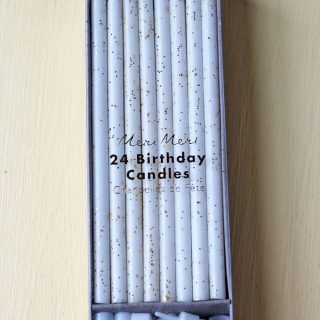 Meri Meri
24 Birthday
Candles
Chandelles de Fête